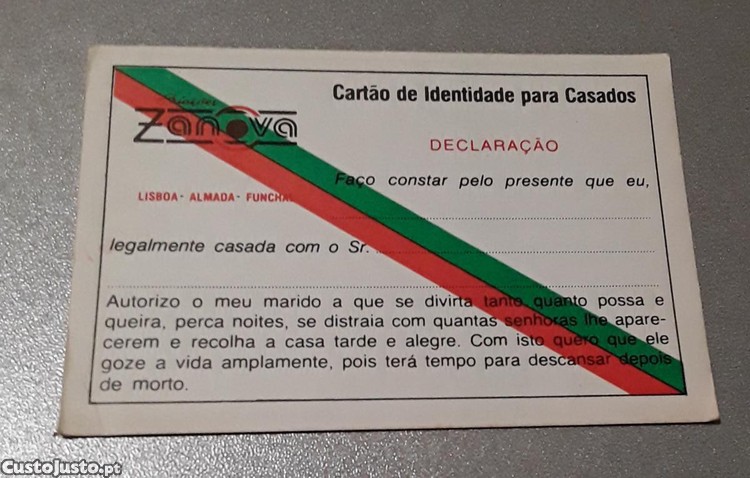 Cartão de Identidade para Casados
Zanova
DECLARAÇÃO
LISBOA - ALMADA - FUNCHAL
Faço constar pelo presente que eu,
legalmente casada com o Sr.
Autorizo o meu marido a que se divirta tanto quanto possa e
queira, perca noites, se distraia com quantas senhoras lhe apare-
cerem e recolha a casa tarde e alegre. Com isto quero que ele
goze a vida amplamente, pois terá tempo para descansar depois
de morto.
CustoJusto.pt